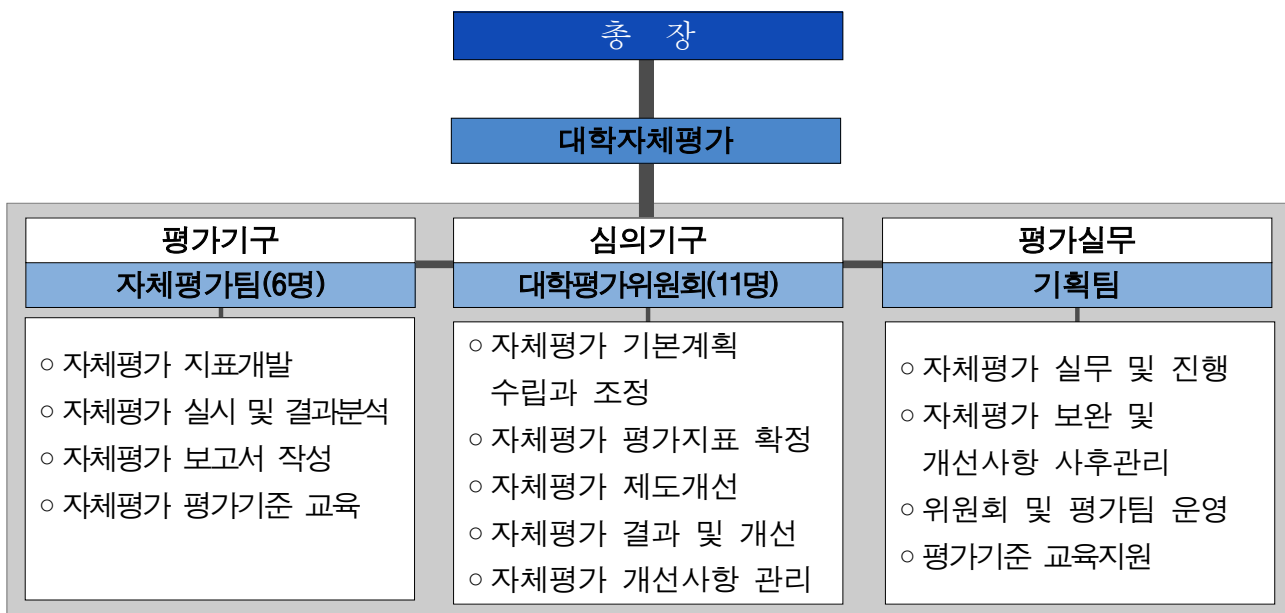 총 장
대학자체평가
평가기구
자체평가팀(6명)
○ 자체평가 지표개발
○ 자체평가 실시 및 결과분석
○ 자체평가 보고서 작성
○ 자체평가 평가기준 교육
심의기구
대학평가위원회(11명)
○ 자체평가 기본계획
수립과 조정
○ 자체평가 평가지표 확정
○ 자체평가 제도개선
○ 자체평가 결과 및 개선
○ 자체평가 개선사항 관리
평가실무
기획팀
○ 자체평가 실무 및 진행
○ 자체평가 보완 및
개선사항 사후관리
○ 위원회 및 평가팀 운영
○ 평가기준 교육지원